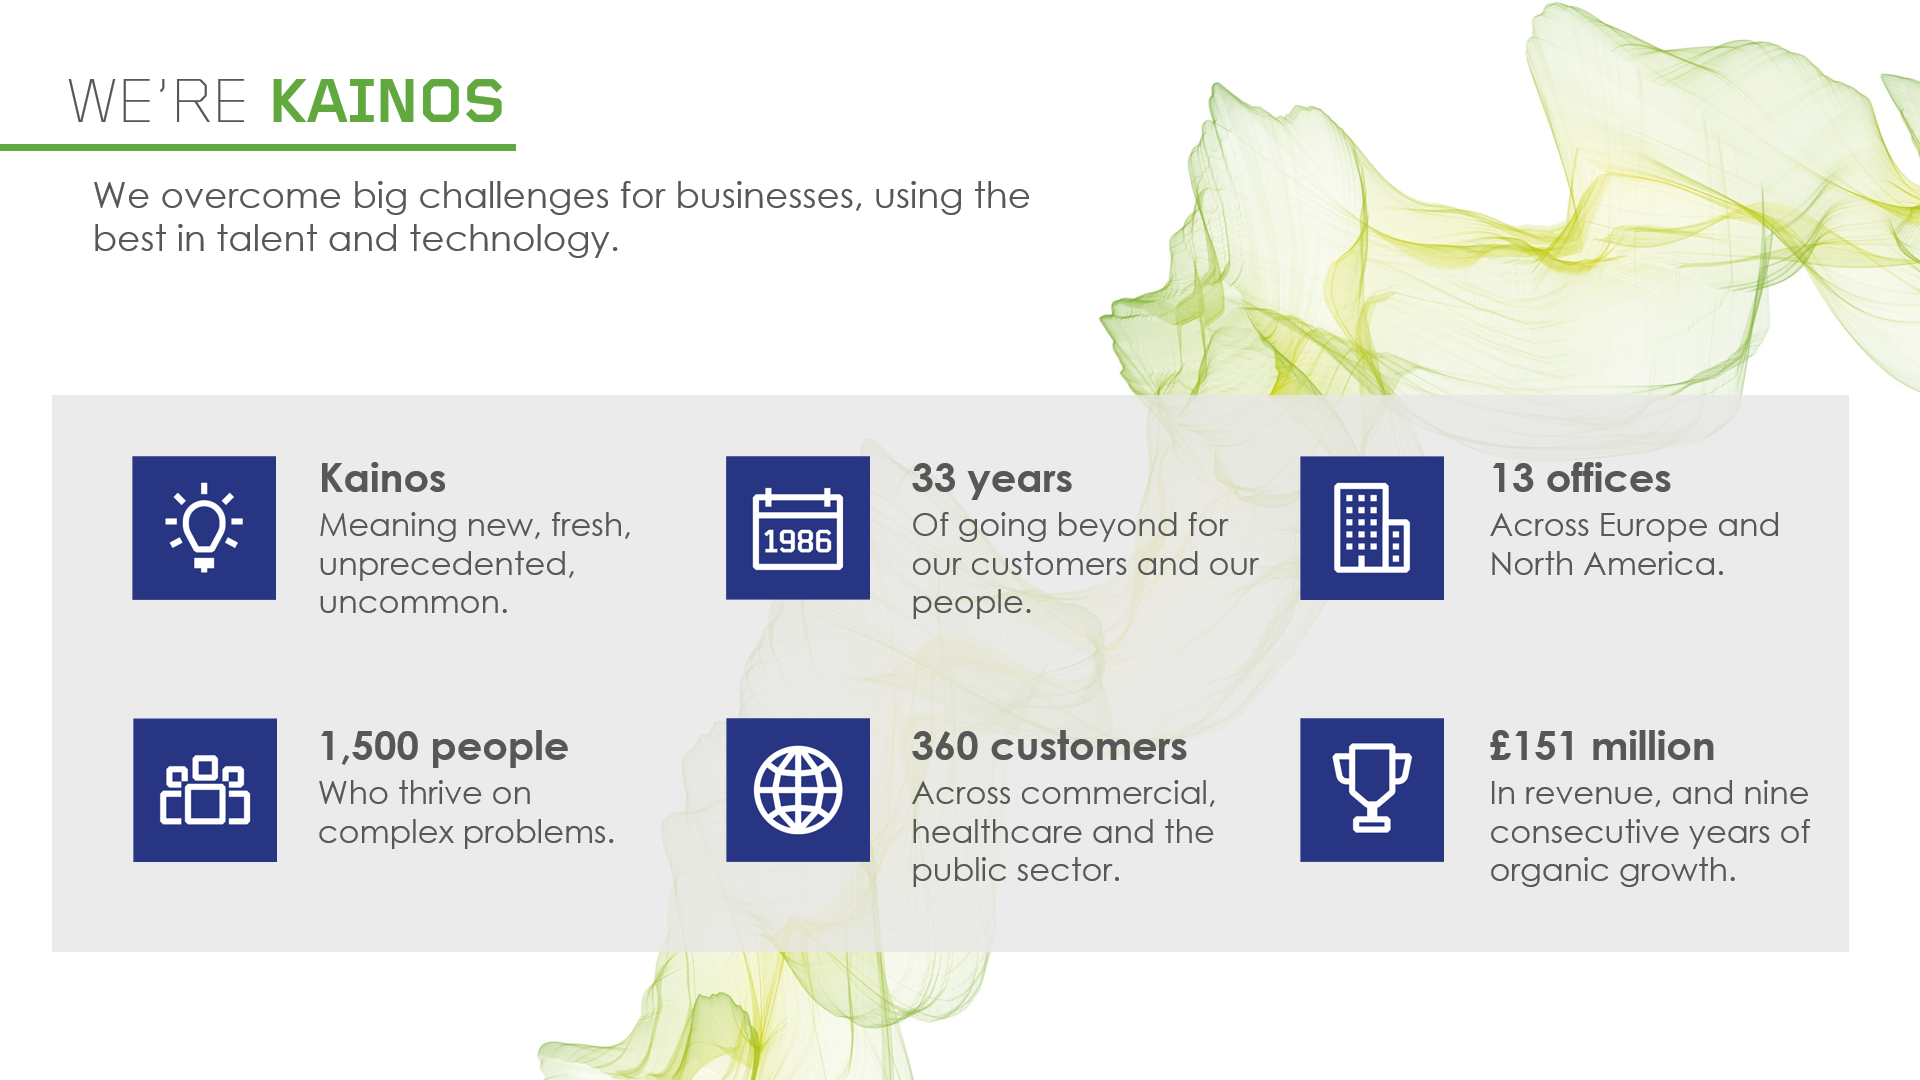 WE'RE KAINOS
We overcome big challenges for businesses, using the
best in talent and technology.
Kainos
Meaning new, fresh,
unprecedented,
uncommon.
1986
33 years
Of going beyond for
our customers and our
people.
13 offices
Across Europe and
North America.
1,500 people
Who thrive on
complex problems.
360 customers
Across commercial,
healthcare and the
public sector.
£151 million
In revenue, and nine
consecutive years of
organic growth.